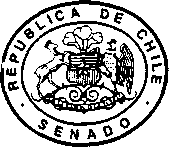 REPUBLICA DE CHILE
SENADO